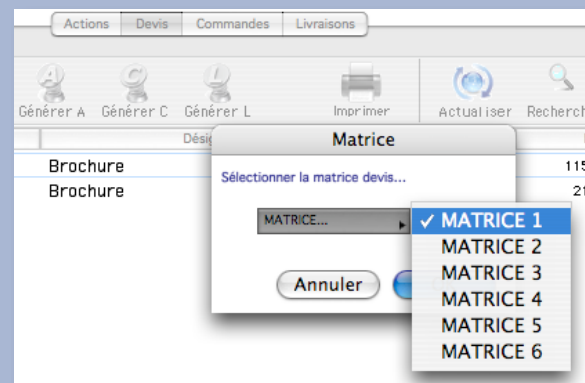 Actions Devis Commandes Livraisons
A C L
Générer A Générer C Générer L Imprimer Actualiser Recherch
Désig
Matrice
Brochure 115
Brochure 21
Sélectionner la matrice devis...
MATRICE...
✓ MATRICE 1
MATRICE 2
MATRICE 3
MATRICE 4
MATRICE 5
MATRICE 6
Annuler